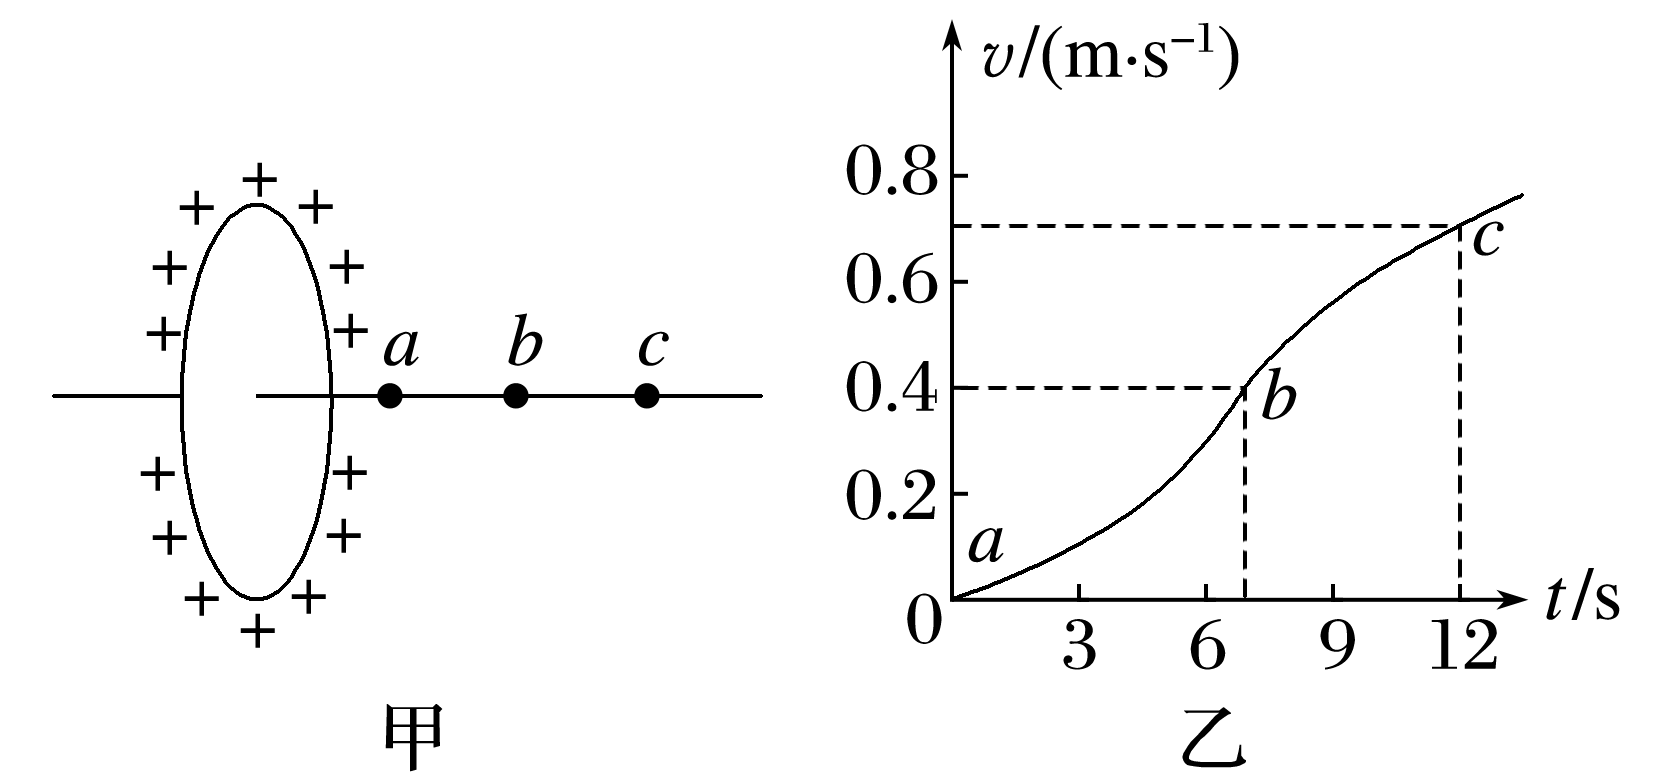 a b c
甲
v/(m·s⁻¹)
0.8
0.6
0.4
0.2
0
a
b
c
3 6 9 12
t/s
乙